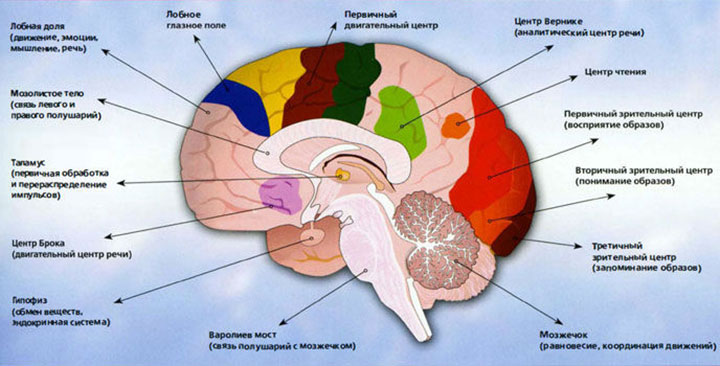 Лобная доля
(движение, эмоции,
мышление, речь)
Лобное
глазное поле
Первичный
двигательный центр
Центр Вернике
(аналитический центр речи)
Мозолистое тело
(связь левого и
правого полушарий)
Центр чтения
Первичный зрительный центр
(восприятие образов)
Таламус
(первичная обработка
и перераспределение
импульсов)
Вторичный зрительный центр
(понимание образов)
Центр Брока
(двигательный центр речи)
Третичный
зрительный центр
(запоминание образов)
Гипофиз
(обмен веществ,
эндокринная система)
Варолиев мост
(связь полушарий с мозжечком)
Мозжечок
(равновесие, координация движений)